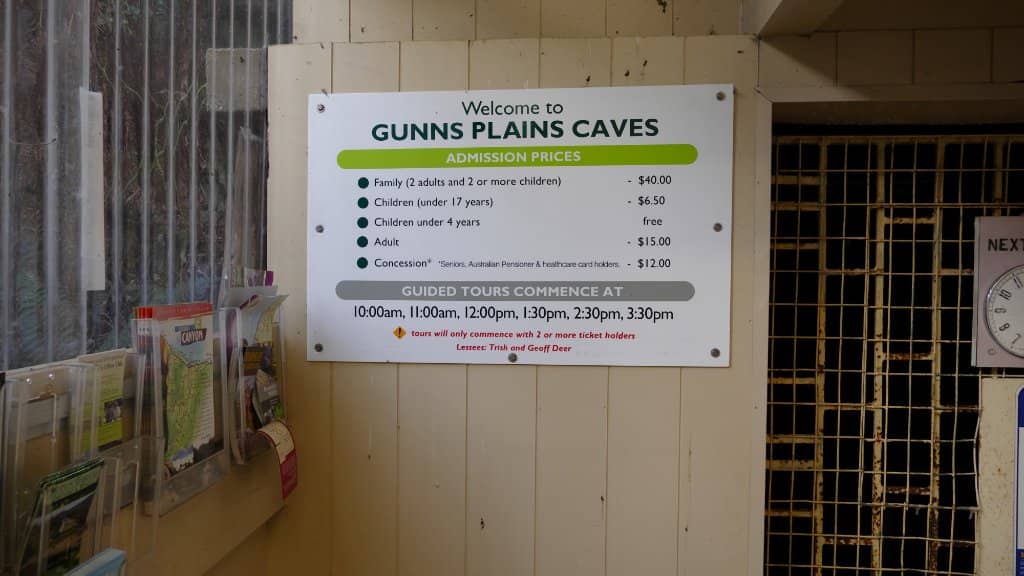 Welcome to
GUNNS PLAINS CAVES
ADMISSION PRICES
Family (2 adults and 2 or more children) - $40.00
Children (under 17 years) - $6.50
Children under 4 years free
Adult - $15.00
Concession* *Seniors, Australian Pensioner & healthcare card holders. - $12.00
GUIDED TOURS COMMENCE AT
10:00am, 11:00am, 12:00pm, 1:30pm, 2:30pm, 3:30pm
tours will only commence with 2 or more ticket holders
Lessees: Trish and Geoff Deer
CANYON
NEXT